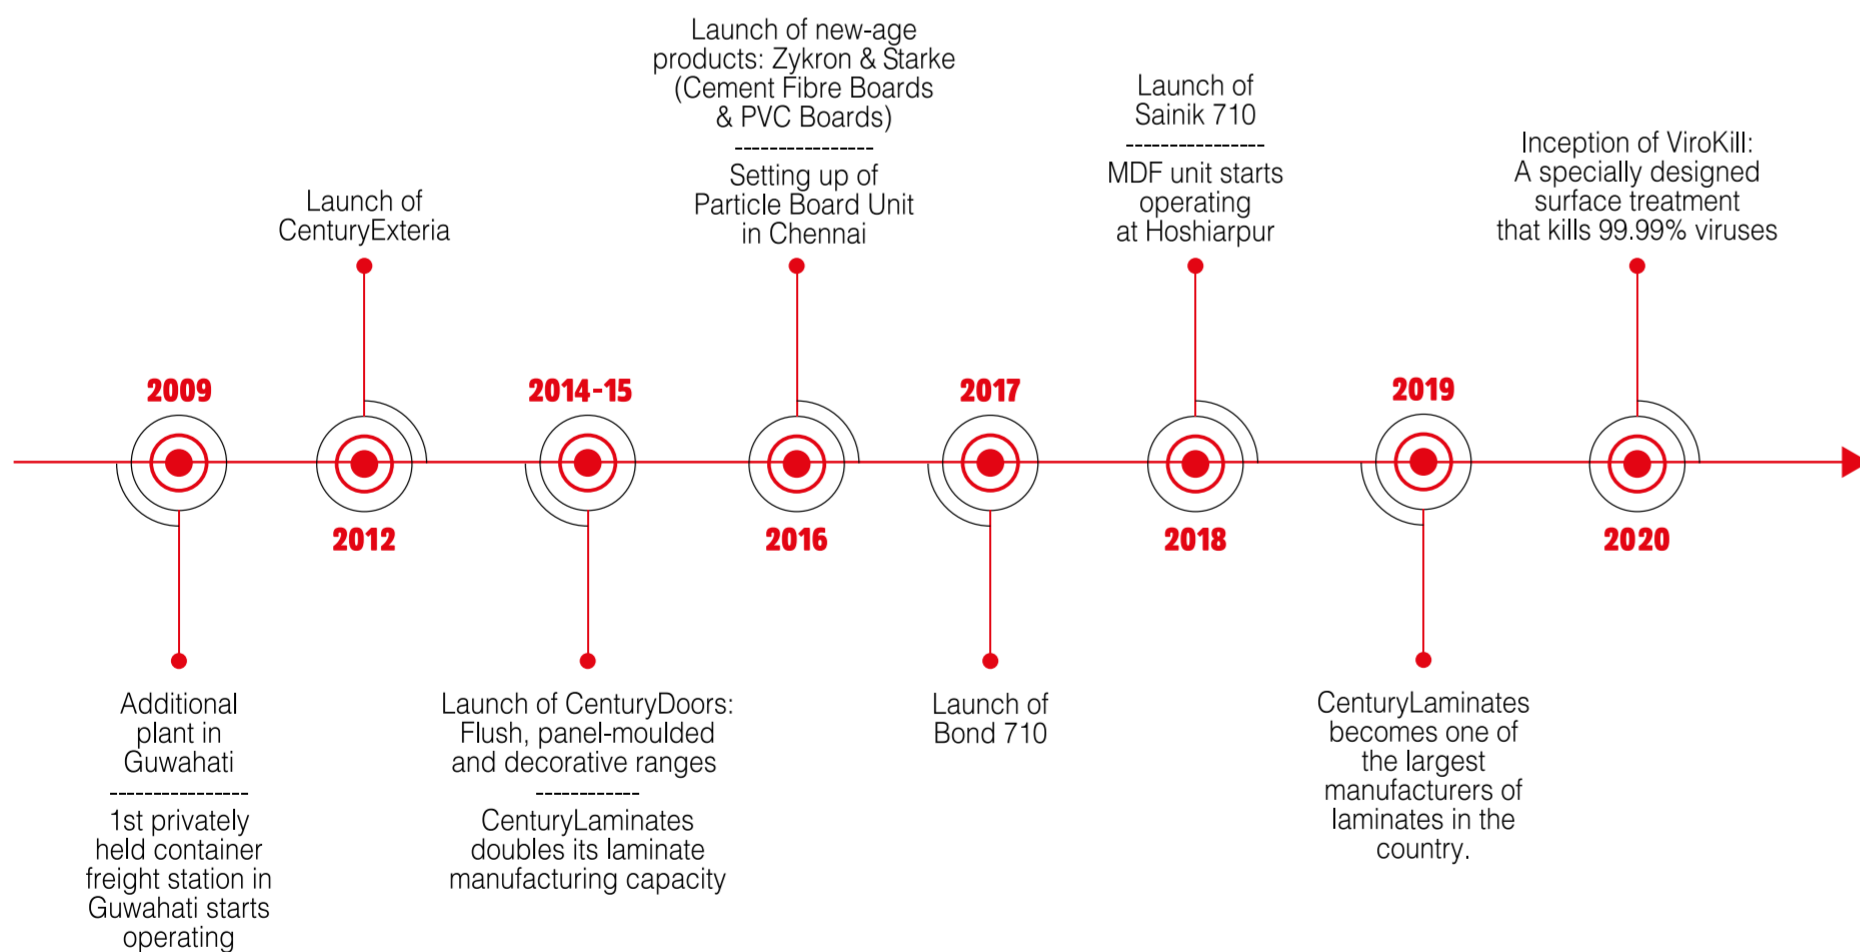 2009
Additional
plant in
Guwahati
----------------
1st privately
held container
freight station in
Guwahati starts
operating
Launch of
CenturyExteria
2012
2014-15
Launch of CenturyDoors:
Flush, panel-moulded
and decorative ranges
------------
CenturyLaminates
doubles its laminate
manufacturing capacity
Launch of new-age
products: Zykron & Starke
(Cement Fibre Boards
& PVC Boards)
----------------
Setting up of
Particle Board Unit
in Chennai
2016
2017
Launch of
Bond 710
Launch of
Sainik 710
----------------
MDF unit starts
operating
at Hoshiarpur
2018
2019
CenturyLaminates
becomes one of
the largest
manufacturers of
laminates in the
country.
Inception of ViroKill:
A specially designed
surface treatment
that kills 99.99% viruses
2020